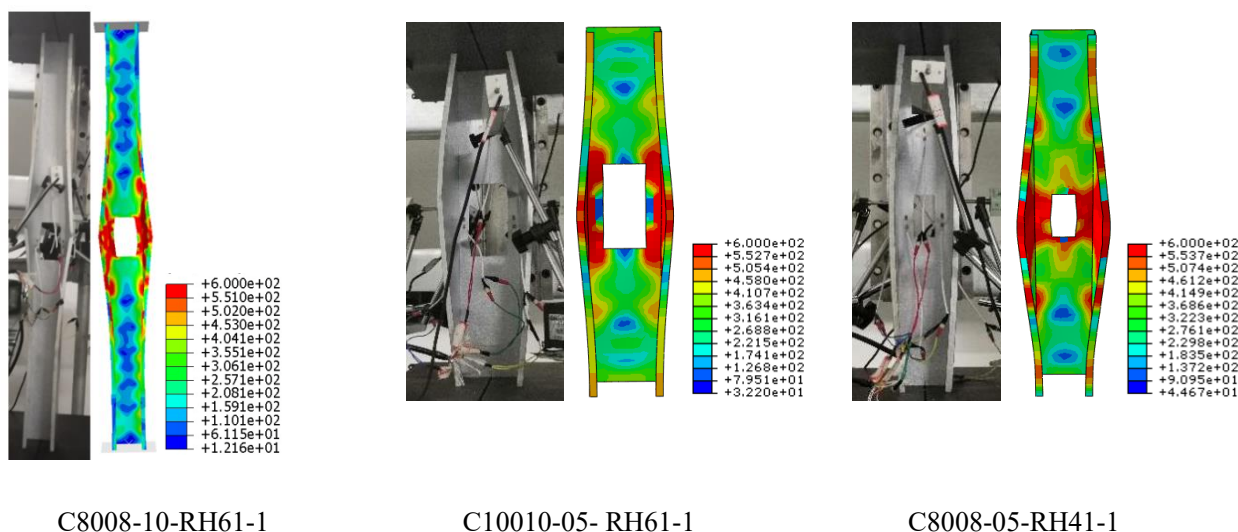 +6.000e+02
+5.510e+02
+5.020e+02
+4.530e+02
+4.041e+02
+3.551e+02
+3.061e+02
+2.571e+02
+2.081e+02
+1.591e+02
+1.101e+02
+6.115e+01
+1.216e+01
C8008-10-RH61-1
+6.000e+02
+5.527e+02
+5.054e+02
+4.580e+02
+4.107e+02
+3.634e+02
+3.161e+02
+2.688e+02
+2.215e+02
+1.741e+02
+1.268e+02
+7.951e+01
+3.220e+01
C10010-05- RH61-1
+6.000e+02
+5.537e+02
+5.074e+02
+4.612e+02
+4.149e+02
+3.686e+02
+3.223e+02
+2.761e+02
+2.298e+02
+1.835e+02
+1.372e+02
+9.095e+01
+4.467e+01
C8008-05-RH41-1